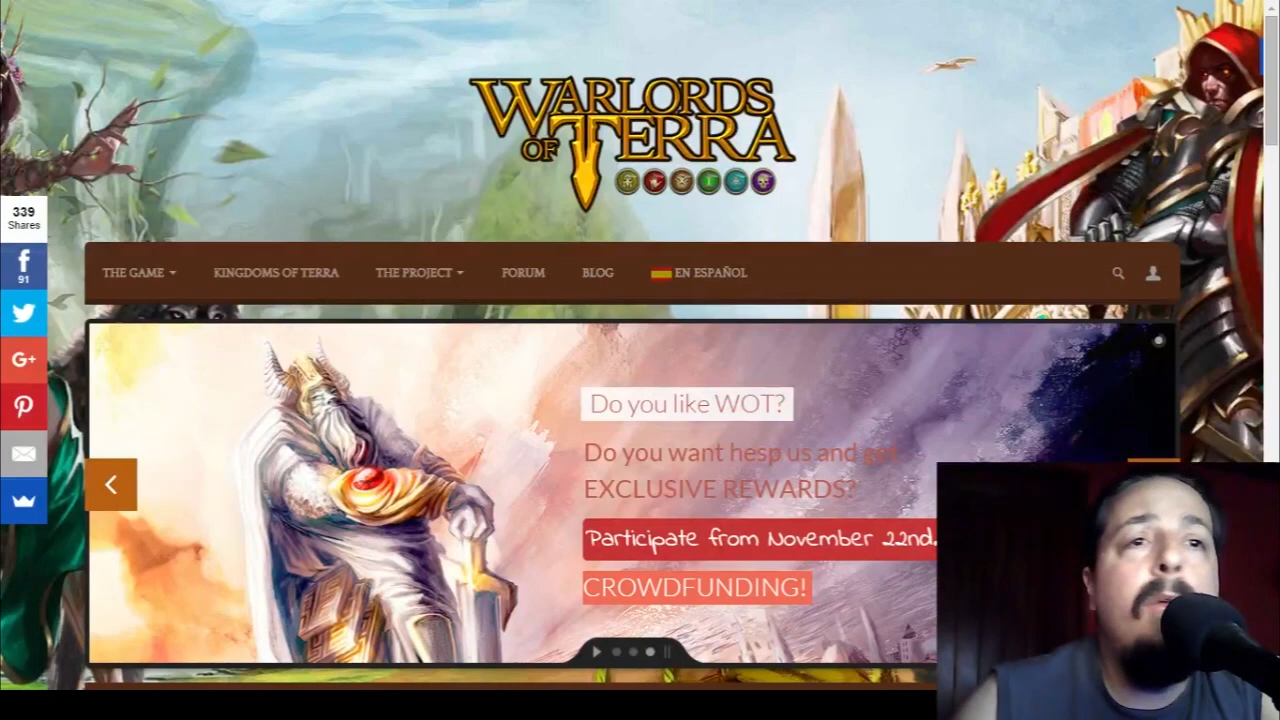 WARLORDS
OF TERRA
339
Shares
91
THE GAME
KINGDOMS OF TERRA
THE PROJECT
FORUM
BLOG
EN ESPAÑOL
Do you like WOT?
Do you want hesp us and get
EXCLUSIVE REWARDS?
Participate from November 22nd.
CROWDFUNDING!
G+